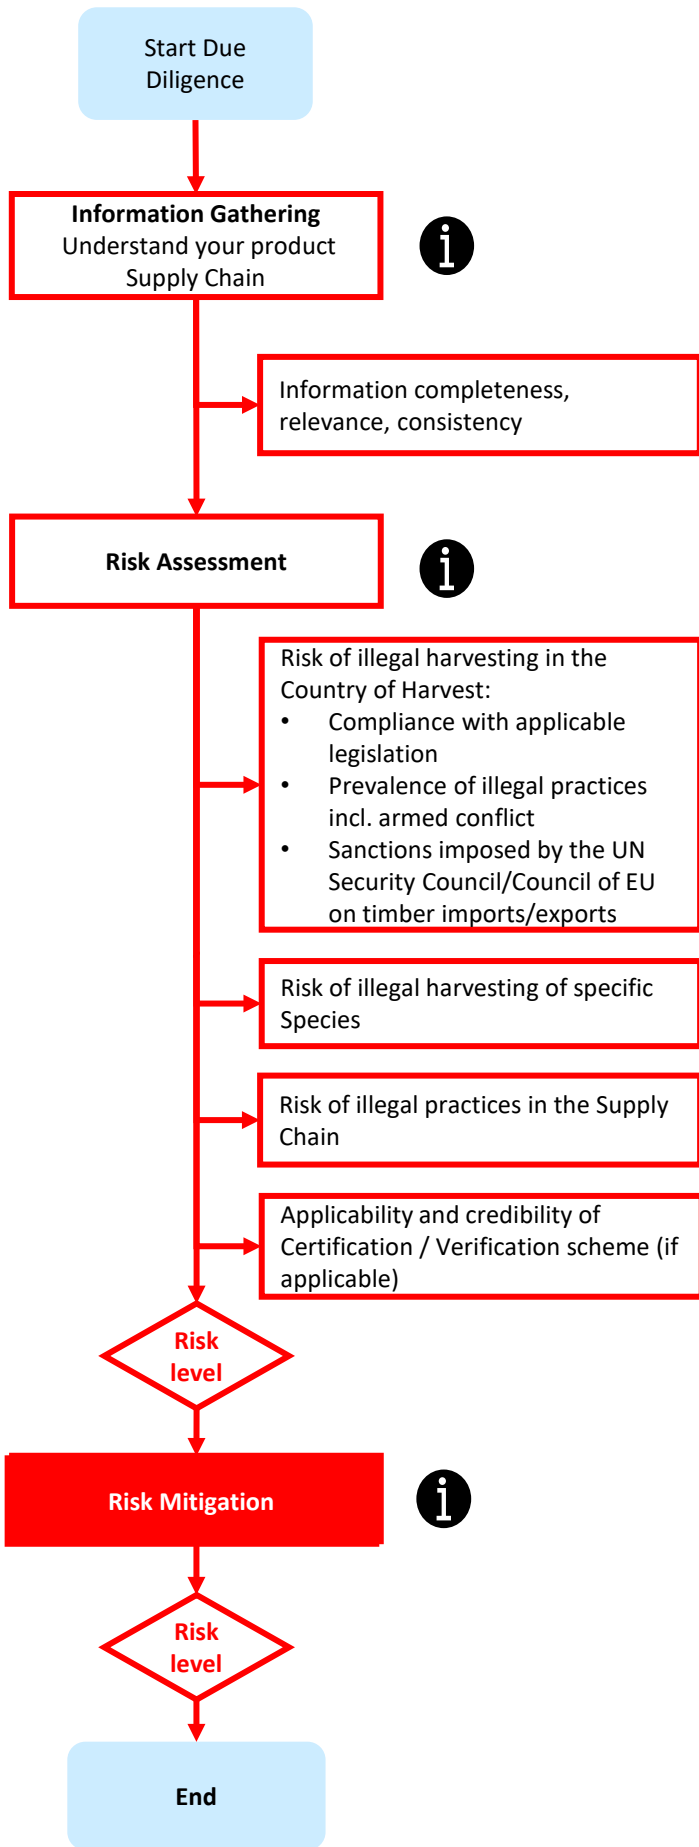 Start Due
Diligence
Information Gathering
Understand your product
Supply Chain
Information completeness,
relevance, consistency
Risk Assessment
Risk of illegal harvesting in the
Country of Harvest:
• Compliance with applicable
legislation
• Prevalence of illegal practices
incl. armed conflict
• Sanctions imposed by the UN
Security Council/Council of EU
on timber imports/exports
Risk of illegal harvesting of specific
Species
Risk of illegal practices in the Supply
Chain
Applicability and credibility of
Certification / Verification scheme (if
applicable)
Risk
level
Risk Mitigation
Risk
level
End